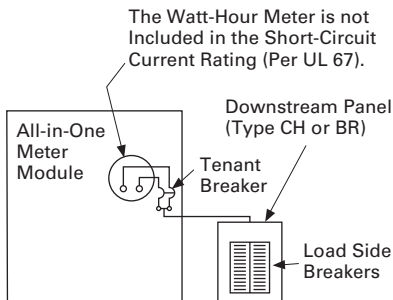 The Watt-Hour Meter is not
Included in the Short-Circuit
Current Rating (Per UL 67).
Downstream Panel
(Type CH or BR)
All-in-One
Meter
Module
Tenant
Breaker
Load Side
Breakers